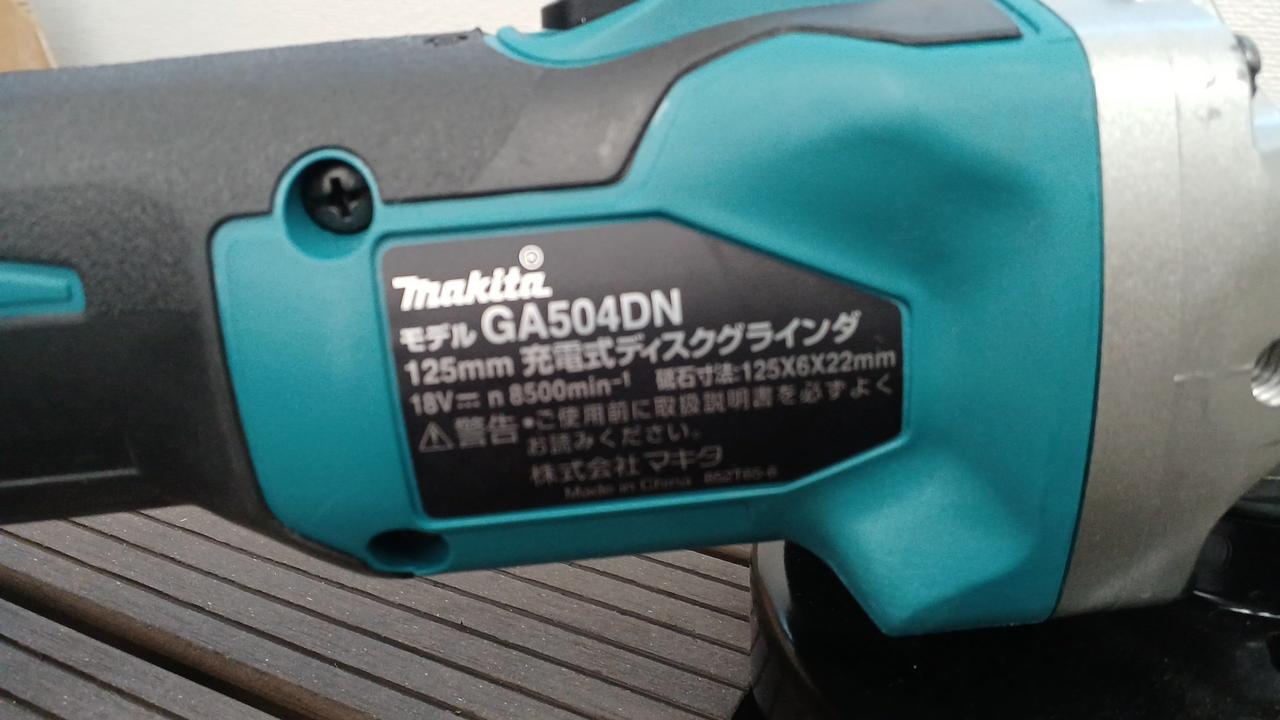 makita
モデル GA504DN
125mm 充電式ディスクグラインダ
18V⎓ n 8500min⁻¹ 砥石寸法:125X6X22mm
⚠警告 •ご使用前に取扱説明書を必ずよく
お読みください。
株式会社マキタ
Made in China 852T65-6